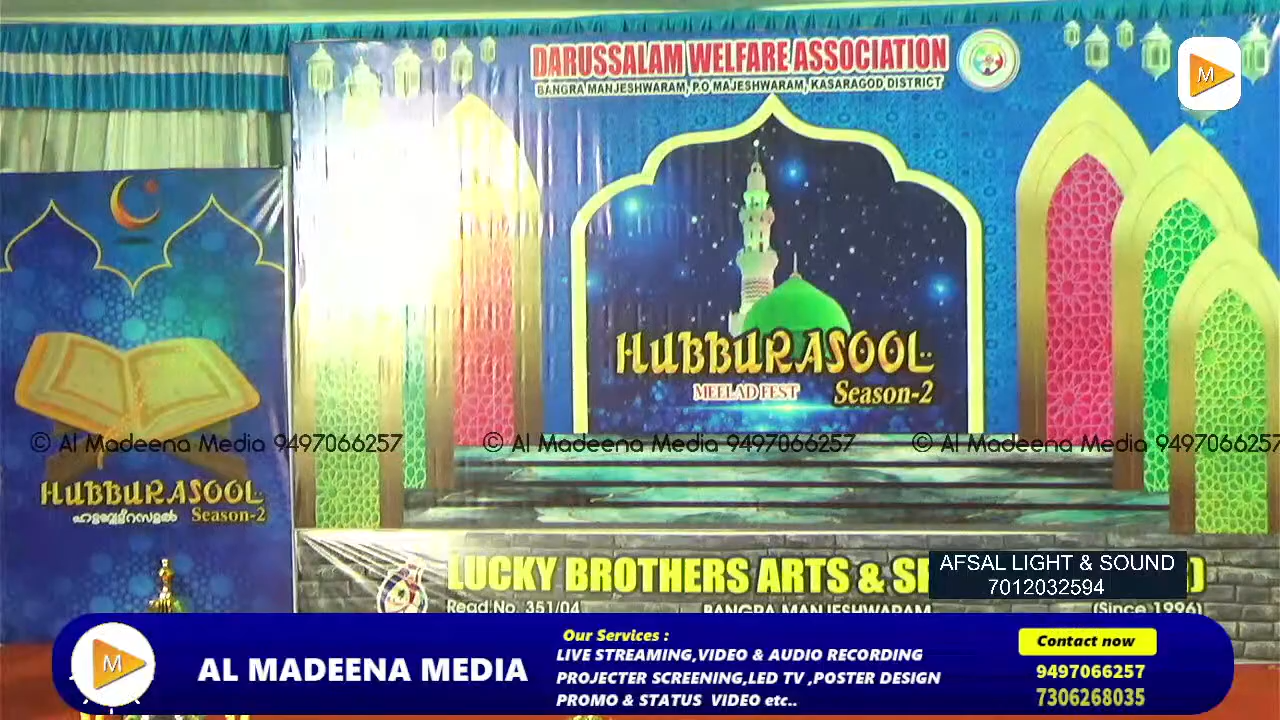 DARUSSALAM WELFARE ASSOCIATION
BANGRA MANJESHWARAM, P.O MAJESHWARAM, KASARAGOD DISTRICT
M
HUBBURASOOL
MEELAD FEST Season-2
© Al Madeena Media 9497066257 © Al Madeena Media 9497066257 © Al Madeena Media 9497066257
HUBBURASOOL
Season-2
LUCKY BROTHERS ARTS & )
Read No. 351/04 BANGRA MANJESHWARAM (Since 1996)
AFSAL LIGHT & SOUND
7012032594
M
AL MADEENA MEDIA
Our Services :
LIVE STREAMING,VIDEO & AUDIO RECORDING
PROJECTER SCREENING,LED TV ,POSTER DESIGN
PROMO & STATUS VIDEO etc..
Contact now
9497066257
7306268035